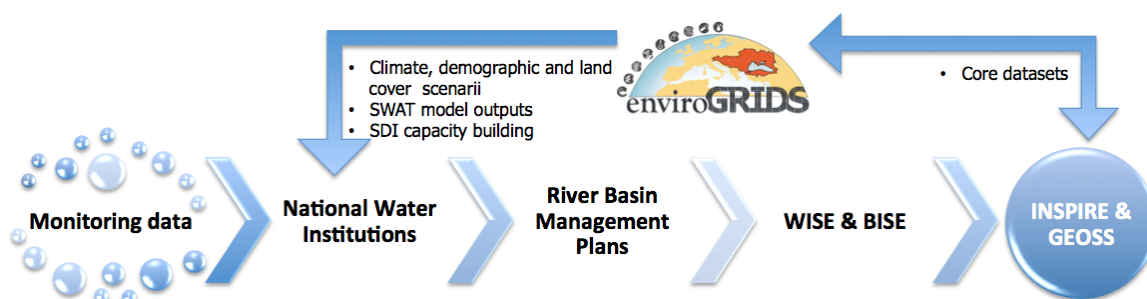 • Climate, demographic and land
cover scenarii
• SWAT model outputs
• SDI capacity building
enviroGRIDS
• Core datasets
Monitoring data
National Water
Institutions
River Basin
Management
Plans
WISE & BISE
INSPIRE &
GEOSS